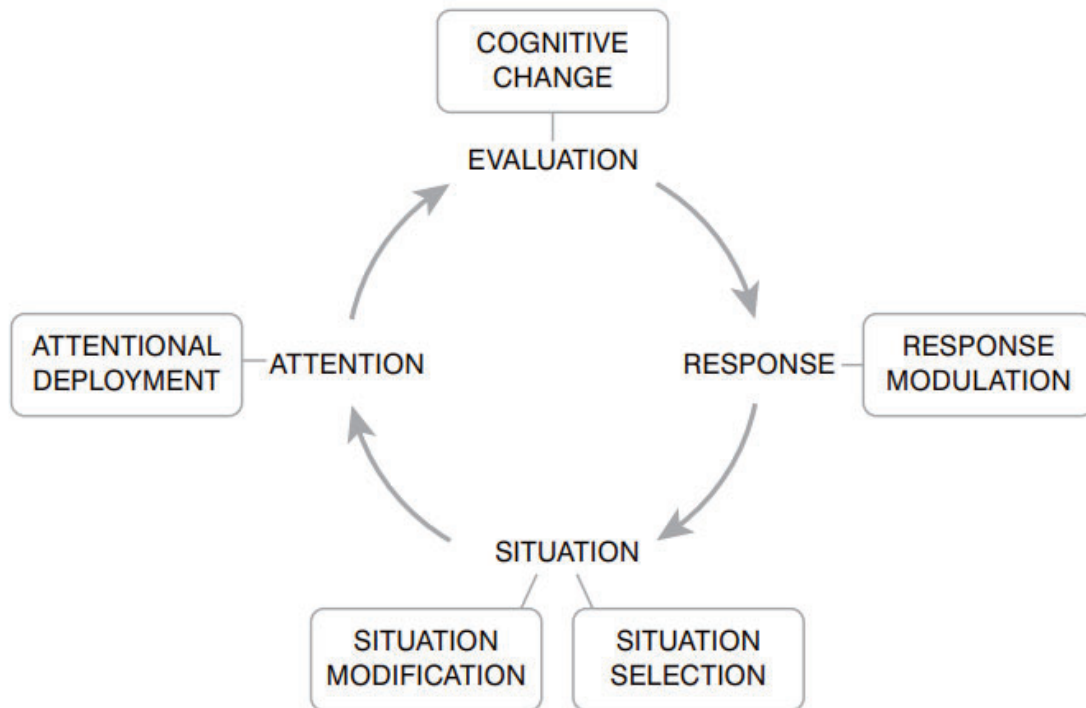 COGNITIVE
CHANGE
EVALUATION
ATTENTIONAL
DEPLOYMENT
ATTENTION
RESPONSE
RESPONSE
MODULATION
SITUATION
SITUATION
MODIFICATION
SITUATION
SELECTION